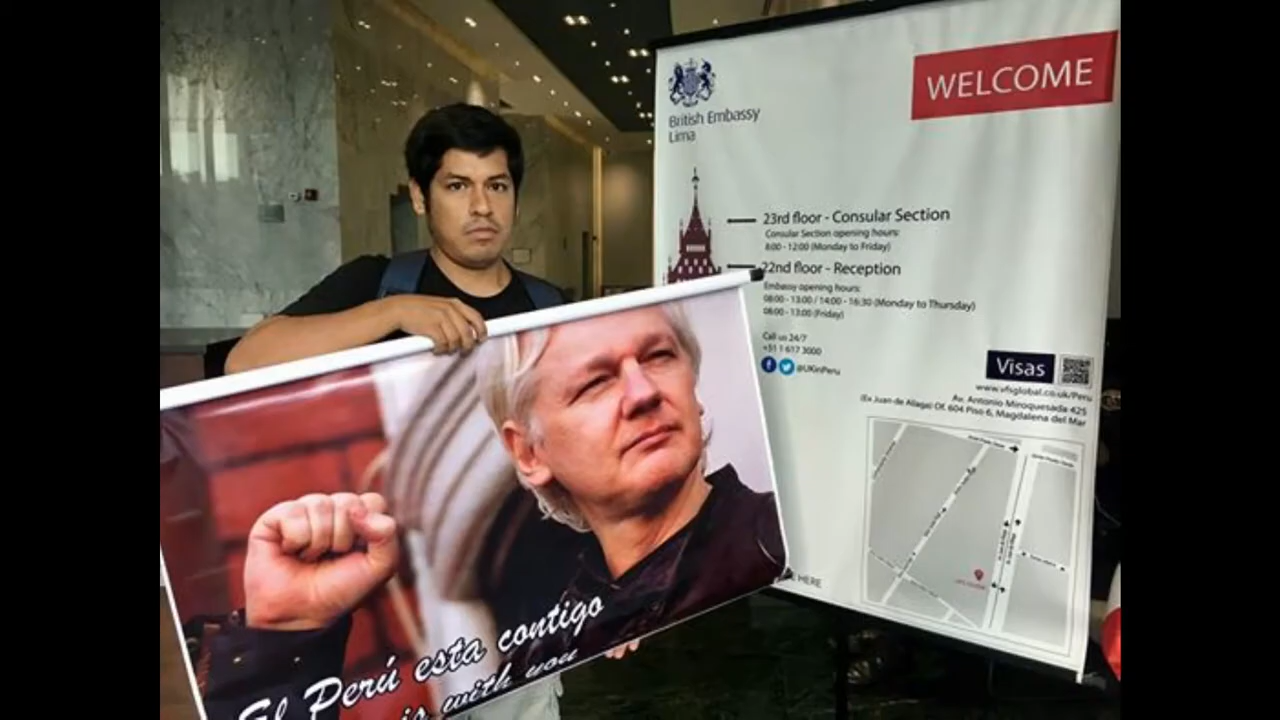 WELCOME
British Embassy
Lima
23rd floor - Consular Section
Consular Section opening hours:
8:00 - 12:00 (Monday to Friday)
22nd floor - Reception
Embassy opening hours:
08:00 - 13:00 / 14:00 - 16:30 (Monday to Thursday)
08:00 - 13:00 (Friday)
Call us 24/7
+51 1 617 3000
@UKinPeru
Visas
www.vfsglobal.co.uk/Peru
Av. Antonio Miroquesada 425
(Ex Juan de Aliaga) Of. 604 Piso 6, Magdalena del Mar
HERE
El Perú esta contigo
is with you